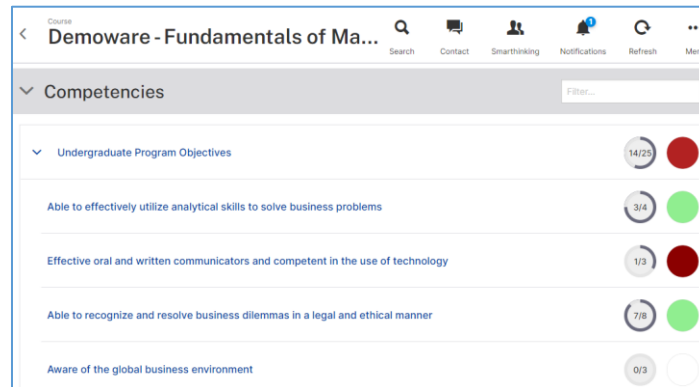 Course
Demoware - Fundamentals of Ma...
Search
Contact
Smarthinking
1
Notifications
Refresh
Competencies
Filter...
Undergraduate Program Objectives
14/25
Able to effectively utilize analytical skills to solve business problems
3/4
Effective oral and written communicators and competent in the use of technology
1/3
Able to recognize and resolve business dilemmas in a legal and ethical manner
7/8
Aware of the global business environment
0/3